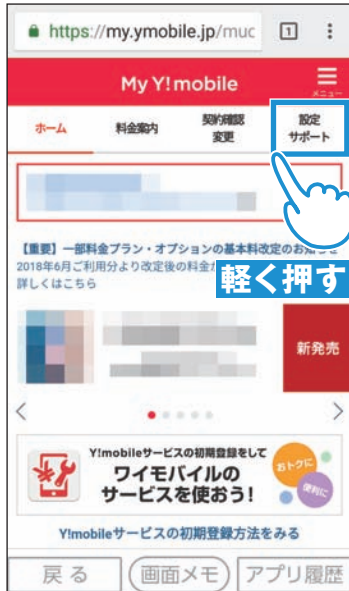 https://my.ymobile.jp/muc
1
My Y!mobile
メニュー
ホーム
料金案内
契約確認
変更
設定
サポート
【重要】一部料金プラン・オプションの基本料改定のお知らせ
2018年6月ご利用分より改定後の料金が
詳しくはこちら
軽く押す
新発売
Y!mobileサービスの初期登録をして
ワイモバイルの
サービスを使おう!
おトクに
便利に
Y!mobileサービスの初期登録方法をみる
戻る
画面メモ
アプリ履歴